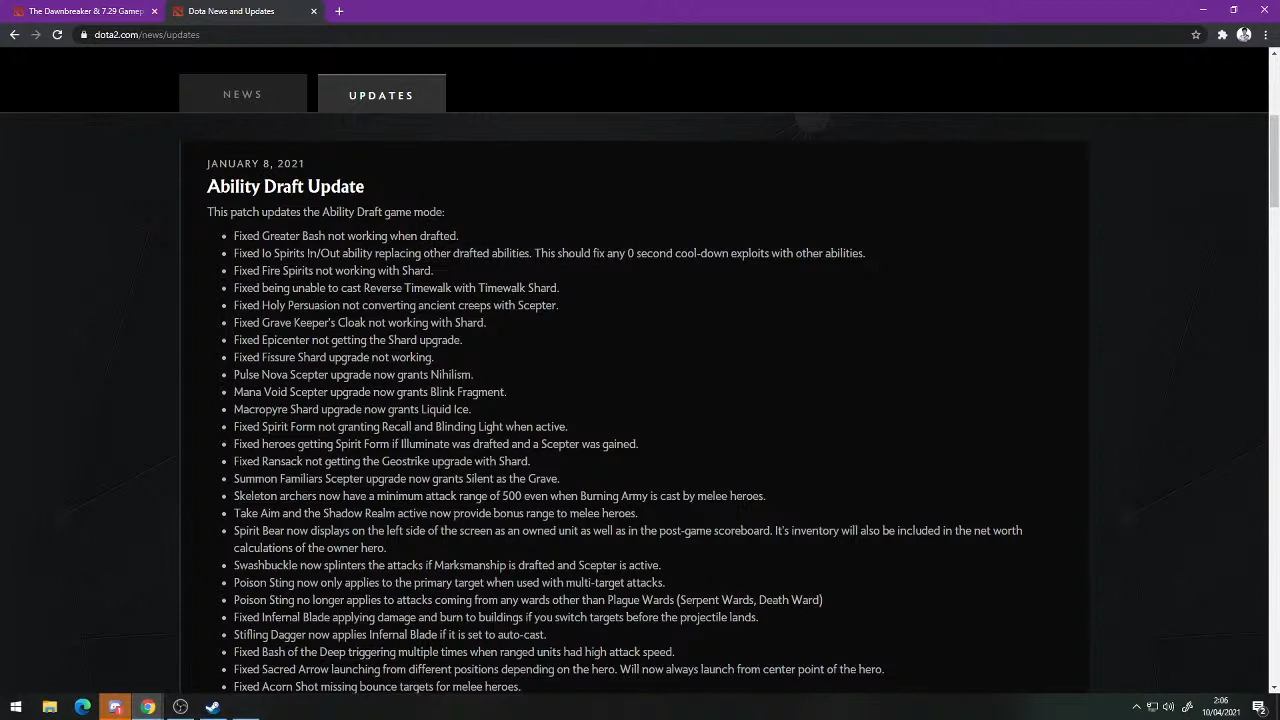 The Dawnbreaker & 7.29 Gamep
Dota News and Updates
dota2.com/news/updates
NEWS
UPDATES
JANUARY 8, 2021
Ability Draft Update
This patch updates the Ability Draft game mode:
Fixed Greater Bash not working when drafted.
Fixed Io Spirits In/Out ability replacing other drafted abilities. This should fix any 0 second cool-down exploits with other abilities.
Fixed Fire Spirits not working with Shard.
Fixed being unable to cast Reverse Timewalk with Timewalk Shard.
Fixed Holy Persuasion not converting ancient creeps with Scepter.
Fixed Grave Keeper's Cloak not working with Shard.
Fixed Epicenter not getting the Shard upgrade.
Fixed Fissure Shard upgrade not working.
Pulse Nova Scepter upgrade now grants Nihilism.
Mana Void Scepter upgrade now grants Blink Fragment.
Macropyre Shard upgrade now grants Liquid Ice.
Fixed Spirit Form not granting Recall and Blinding Light when active.
Fixed heroes getting Spirit Form if Illuminate was drafted and a Scepter was gained.
Fixed Ransack not getting the Geostrike upgrade with Shard.
Summon Familiars Scepter upgrade now grants Silent as the Grave.
Skeleton archers now have a minimum attack range of 500 even when Burning Army is cast by melee heroes.
Take Aim and the Shadow Realm active now provide bonus range to melee heroes.
Spirit Bear now displays on the left side of the screen as an owned unit as well as in the post-game scoreboard. It's inventory will also be included in the net worth
calculations of the owner hero.
Swashbuckle now splinters the attacks if Marksmanship is drafted and Scepter is active.
Poison Sting now only applies to the primary target when used with multi-target attacks.
Poison Sting no longer applies to attacks coming from any wards other than Plague Wards (Serpent Wards, Death Ward)
Fixed Infernal Blade applying damage and burn to buildings if you switch targets before the projectile lands.
Stifling Dagger now applies Infernal Blade if it is set to auto-cast.
Fixed Bash of the Deep triggering multiple times when ranged units had high attack speed.
Fixed Sacred Arrow launching from different positions depending on the hero. Will now always launch from center point of the hero.
Fixed Acorn Shot missing bounce targets for melee heroes.
2:06
10/04/2021